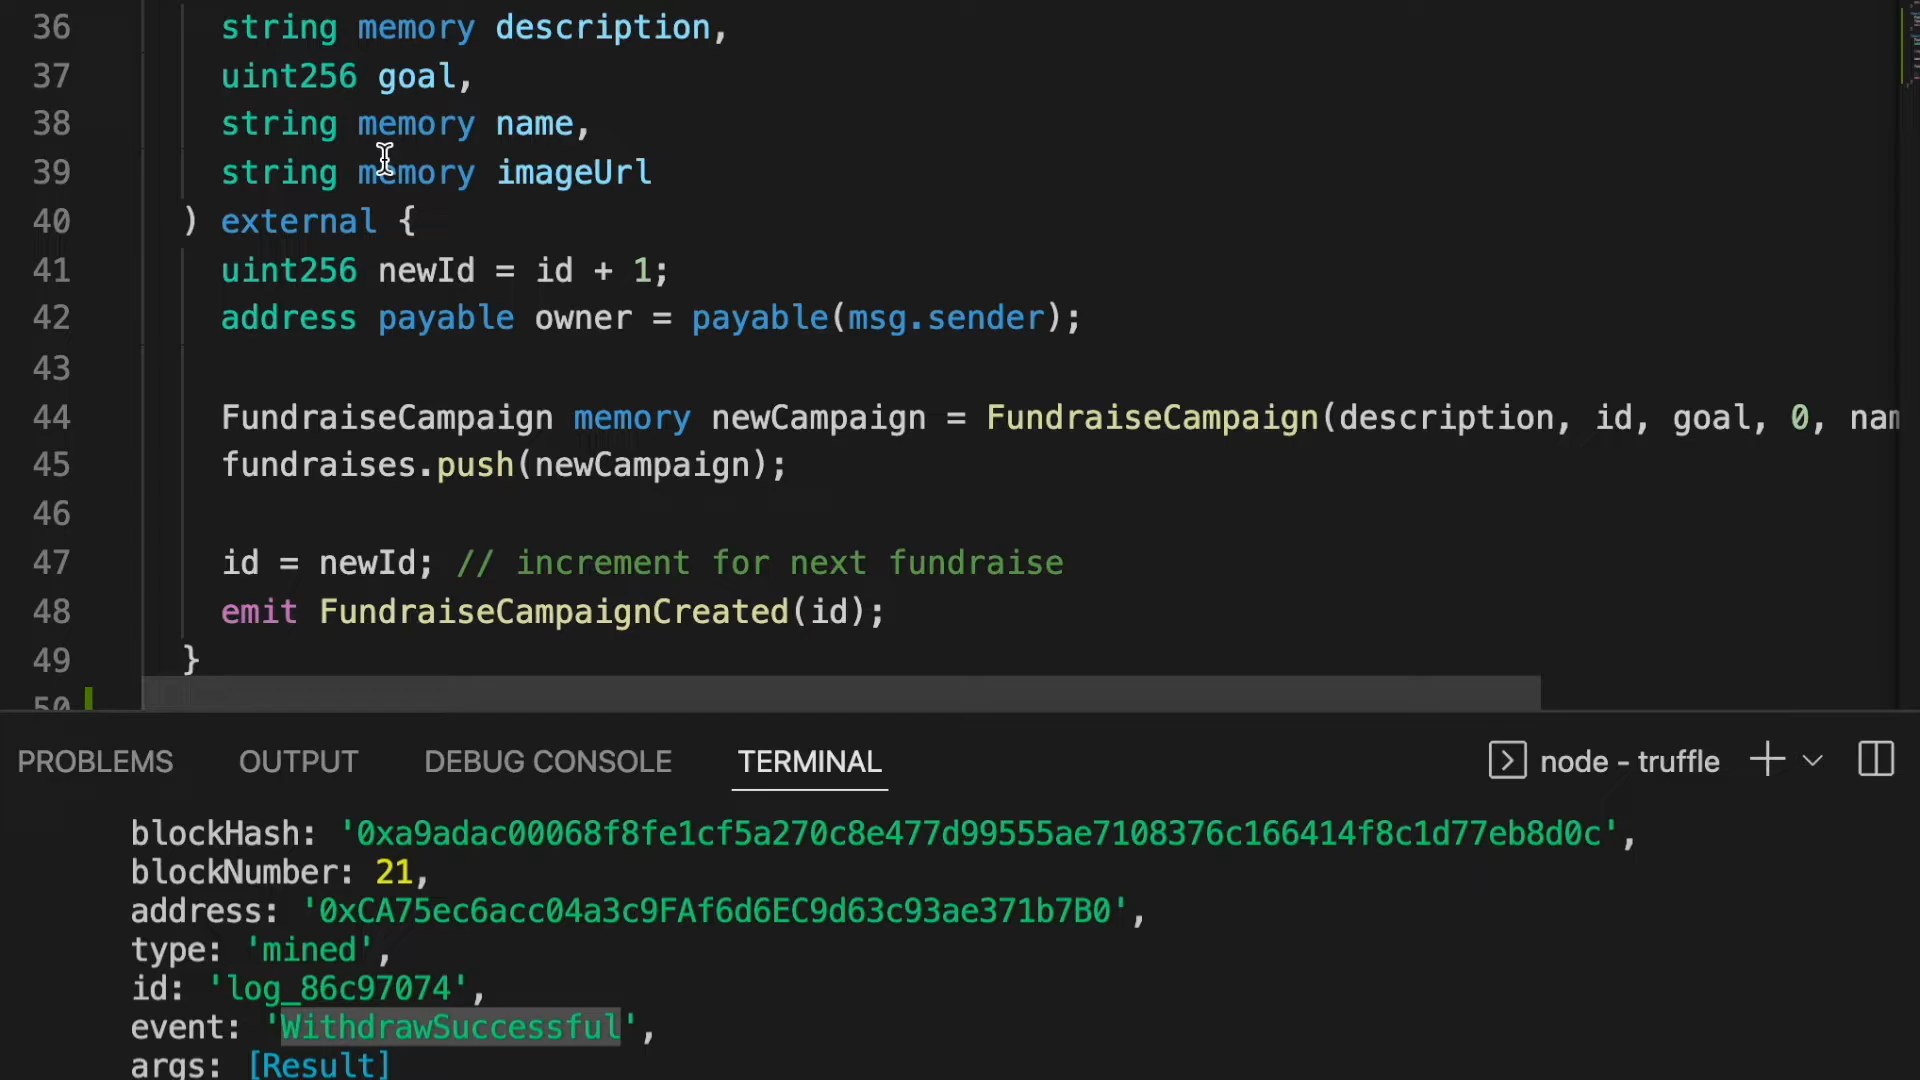 36 string memory description,
37 uint256 goal,
38 string memory name,
39 string memory imageUrl
40 ) external {
41 uint256 newId = id + 1;
42 address payable owner = payable(msg.sender);
43
44 FundraiseCampaign memory newCampaign = FundraiseCampaign(description, id, goal, 0, nam
45 fundraises.push(newCampaign);
46
47 id = newId; // increment for next fundraise
48 emit FundraiseCampaignCreated(id);
49 }
50
PROBLEMS OUTPUT DEBUG CONSOLE TERMINAL node - truffle
blockHash: '0xa9adac00068f8fe1cf5a270c8e477d99555ae7108376c166414f8c1d77eb8d0c',
blockNumber: 21,
address: '0xCA75ec6acc04a3c9FAf6d6EC9d63c93ae371b7B0',
type: 'mined',
id: 'log_86c97074',
event: 'WithdrawSuccessful',
args: [Result]